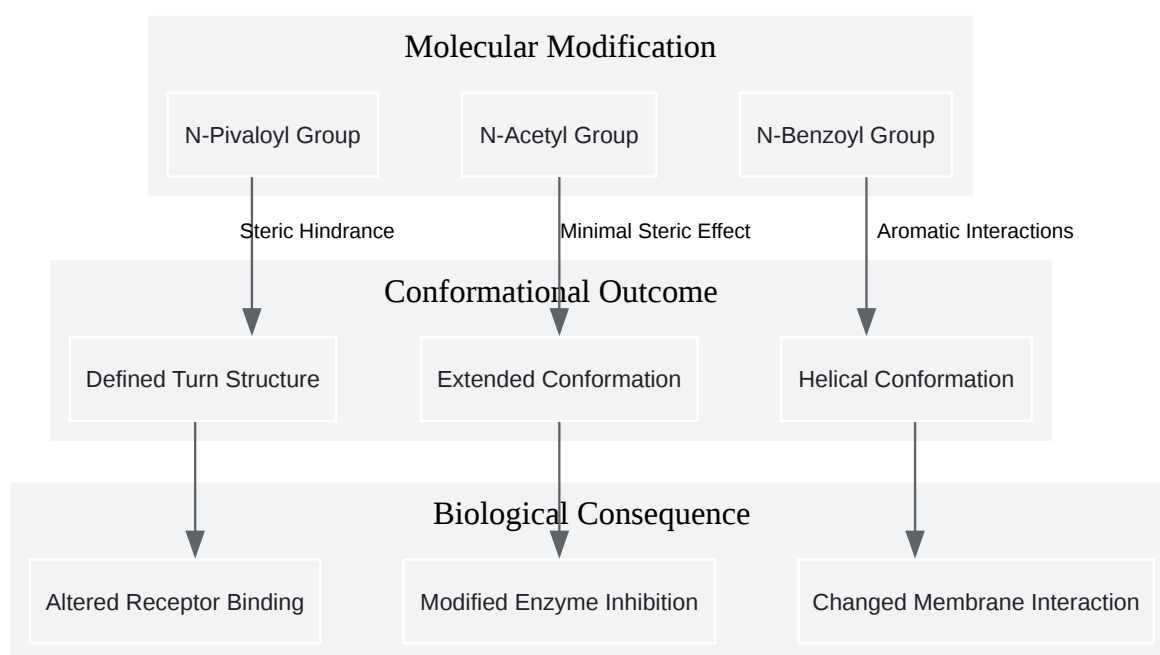 Molecular Modification
N-Pivaloyl Group
N-Acetyl Group
N-Benzoyl Group
Steric Hindrance
Minimal Steric Effect
Aromatic Interactions
Conformational Outcome
Defined Turn Structure
Extended Conformation
Helical Conformation
Biological Consequence
Altered Receptor Binding
Modified Enzyme Inhibition
Changed Membrane Interaction